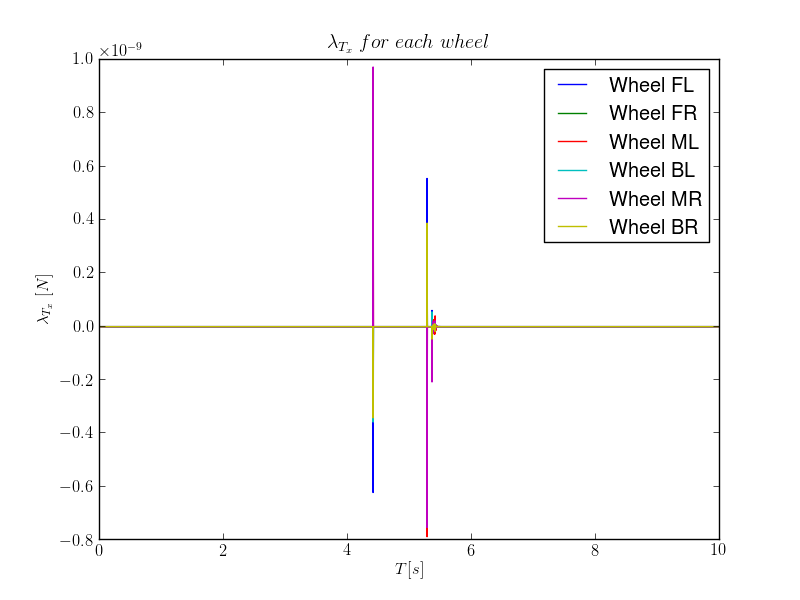 λ_{T_x} for each wheel
×10⁻⁹
1.0
0.8
0.6
0.4
0.2
0.0
−0.2
−0.4
−0.6
−0.8
λ_{T_x} [N]
Wheel FL
Wheel FR
Wheel ML
Wheel BL
Wheel MR
Wheel BR
0 2 4 6 8 10
T[s]